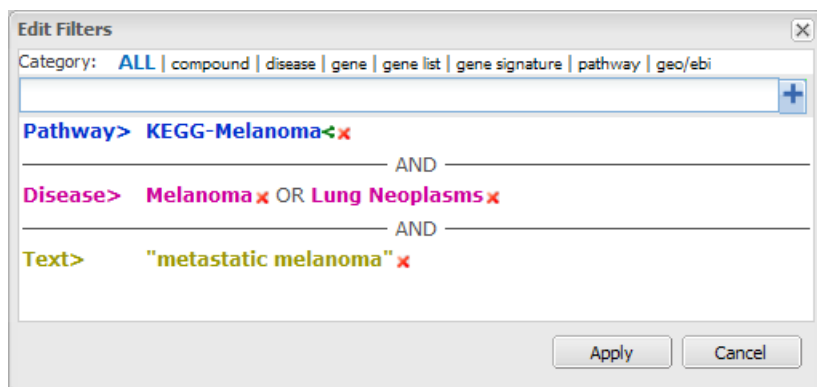 Edit Filters
Category: ALL | compound | disease | gene | gene list | gene signature | pathway | geo/ebi
Pathway> KEGG-Melanoma
AND
Disease> Melanoma OR Lung Neoplasms
AND
Text> "metastatic melanoma"
Apply Cancel